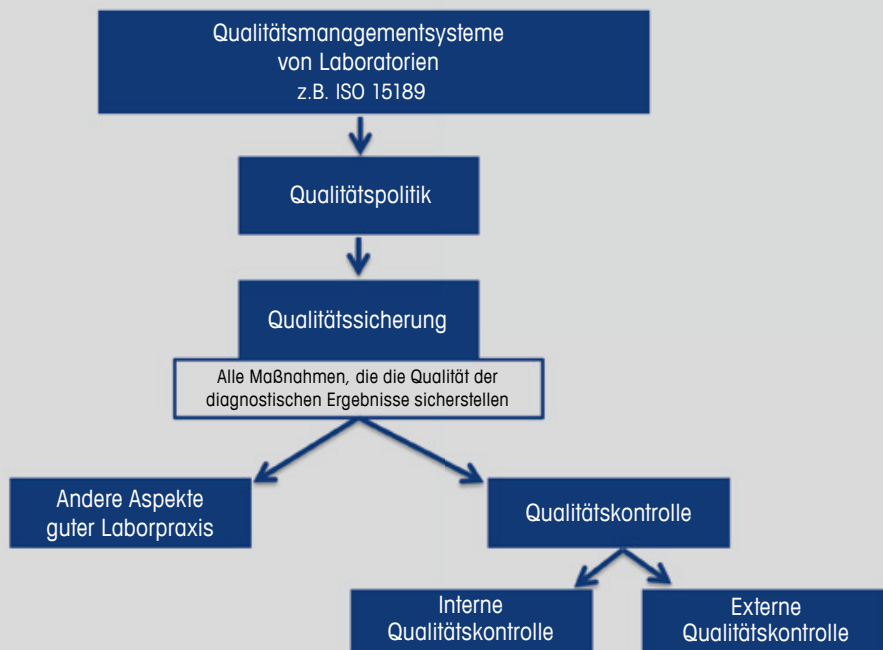 Qualitätsmanagementsysteme
von Laboratorien
z.B. ISO 15189
Qualitätspolitik
Qualitätssicherung
Alle Maßnahmen, die die Qualität der
diagnostischen Ergebnisse sicherstellen
Andere Aspekte
guter Laborpraxis
Qualitätskontrolle
Interne
Qualitätskontrolle
Externe
Qualitätskontrolle